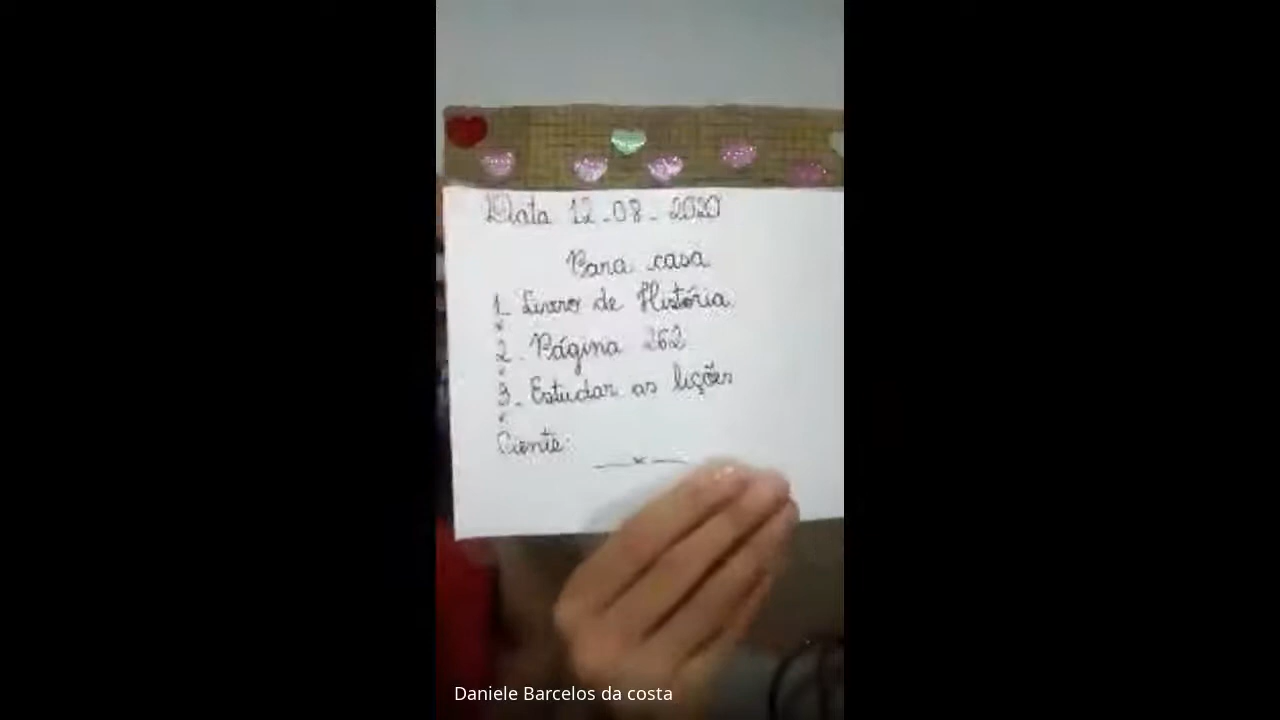 Data 12-08-2020
Para casa
1- Livro de História
2- Página 262
3- Estudar as lições
Ciente:
Daniele Barcelos da costa